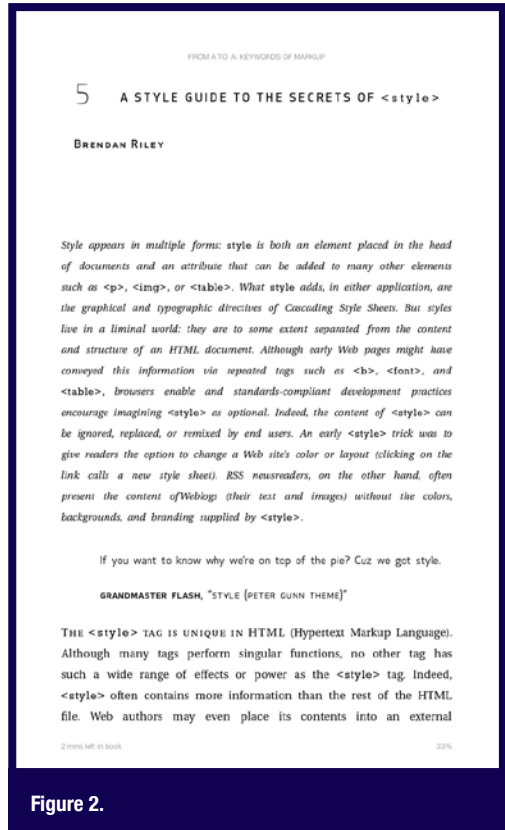 FROM A TO A: KEYWORDS OF MARKUP
5 A STYLE GUIDE TO THE SECRETS OF <style>
BRENDAN RILEY
Style appears in multiple forms: style is both an element placed in the head
of documents and an attribute that can be added to many other elements
such as <p>, <img>, or <table>. What style adds, in either application, are
the graphical and typographic directives of Cascading Style Sheets. But styles
live in a liminal world: they are to some extent separated from the content
and structure of an HTML document. Although early Web pages might have
conveyed this information via repeated tags such as <b>, <font>, and
<table>, browsers enable and standards-compliant development practices
encourage imagining <style> as optional. Indeed, the content of <style> can
be ignored, replaced, or remixed by end users. An early <style> trick was to
give readers the option to change a Web site's color or layout (clicking on the
link calls a new style sheet). RSS newsreaders, on the other hand, often
present the content ofWeblogs (their text and images) without the colors,
backgrounds, and branding supplied by <style>.
If you want to know why we're on top of the pie? Cuz we got style.
GRANDMASTER FLASH, "STYLE (PETER GUNN THEME)"
THE <style> TAG IS UNIQUE IN HTML (Hypertext Markup Language).
Although many tags perform singular functions, no other tag has
such a wide range of effects or power as the <style> tag. Indeed,
<style> often contains more information than the rest of the HTML
file. Web authors may even place its contents into an external
2 mins left in book 33%
Figure 2.